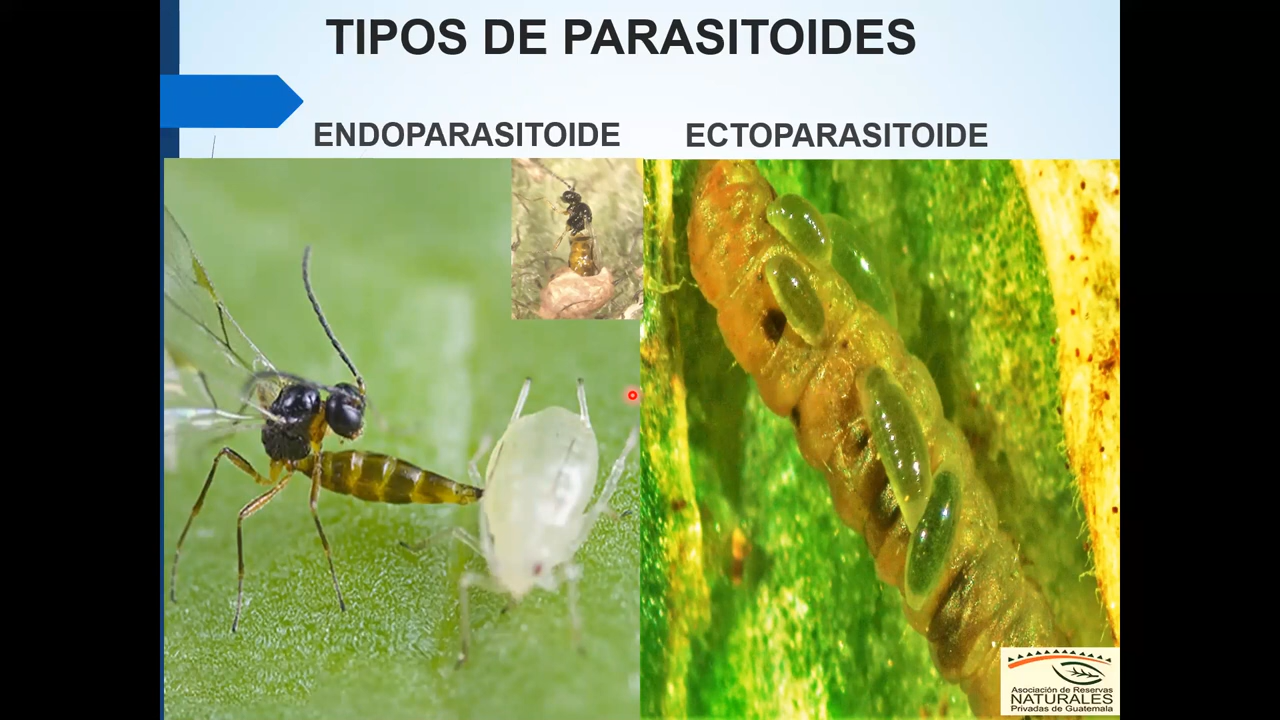 TIPOS DE PARASITOIDES
ENDOPARASITOIDE
ECTOPARASITOIDE
Asociación de Reservas
NATURALES
Privadas de Guatemala